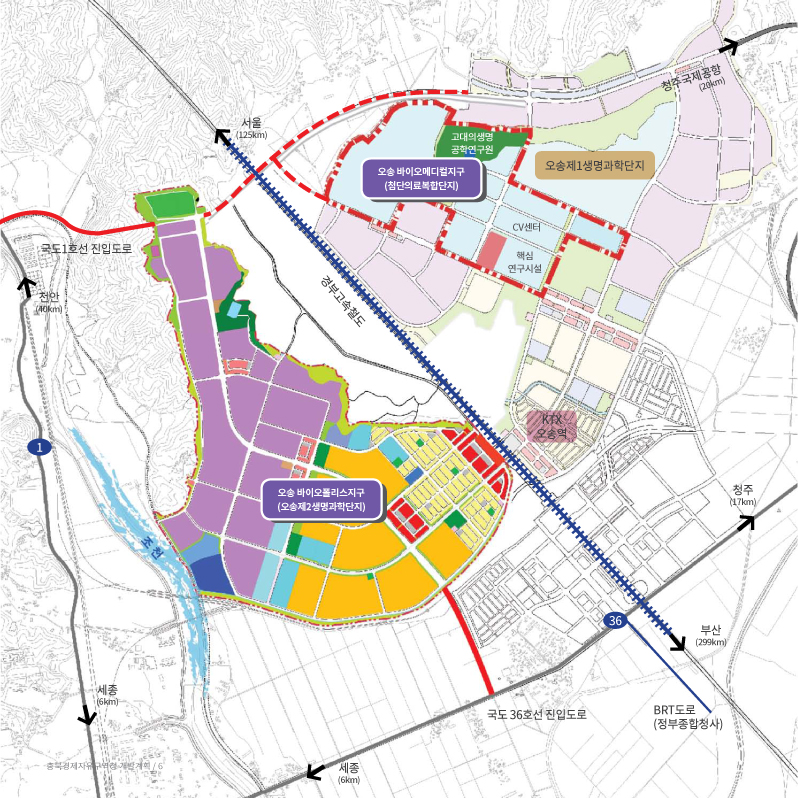 청주국제공항
(20km)
서울
(125km)
고대의생명
공학연구원
오송제1생명과학단지
오송 바이오메디컬지구
(첨단의료복합단지)
CV센터
핵심
연구시설
국도1호선 진입도로
천안
(40km)
경부고속철도
KTX
오송역
1
청주
(17km)
오송 바이오폴리스지구
(오송제2생명과학단지)
조천
36
부산
(299km)
세종
(6km)
BRT도로
(정부종합청사)
국도 36호선 진입도로
세종
(6km)
충북경제자유구역청 개발계획 / 6